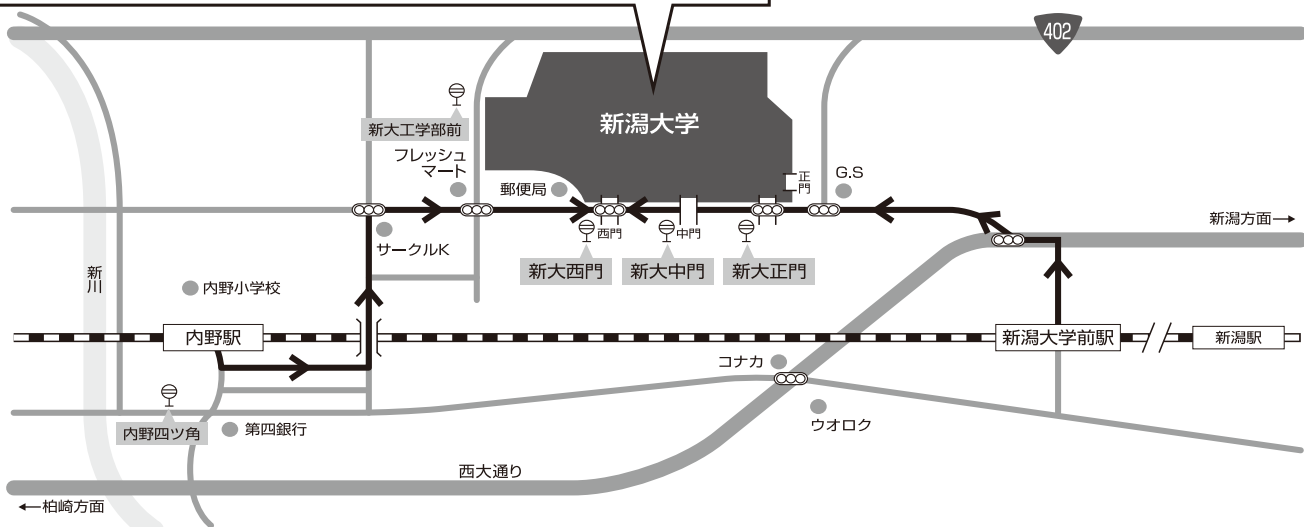 402
新潟大学
新大工学部前
フレッシュ
マート
郵便局
正門
G.S
西門
中門
サークルK
新大西門
新大中門
新大正門
新潟方面→
新川
内野小学校
内野駅
新潟大学前駅
新潟駅
コナカ
ウオロク
内野四ツ角
第四銀行
西大通り
←柏崎方面